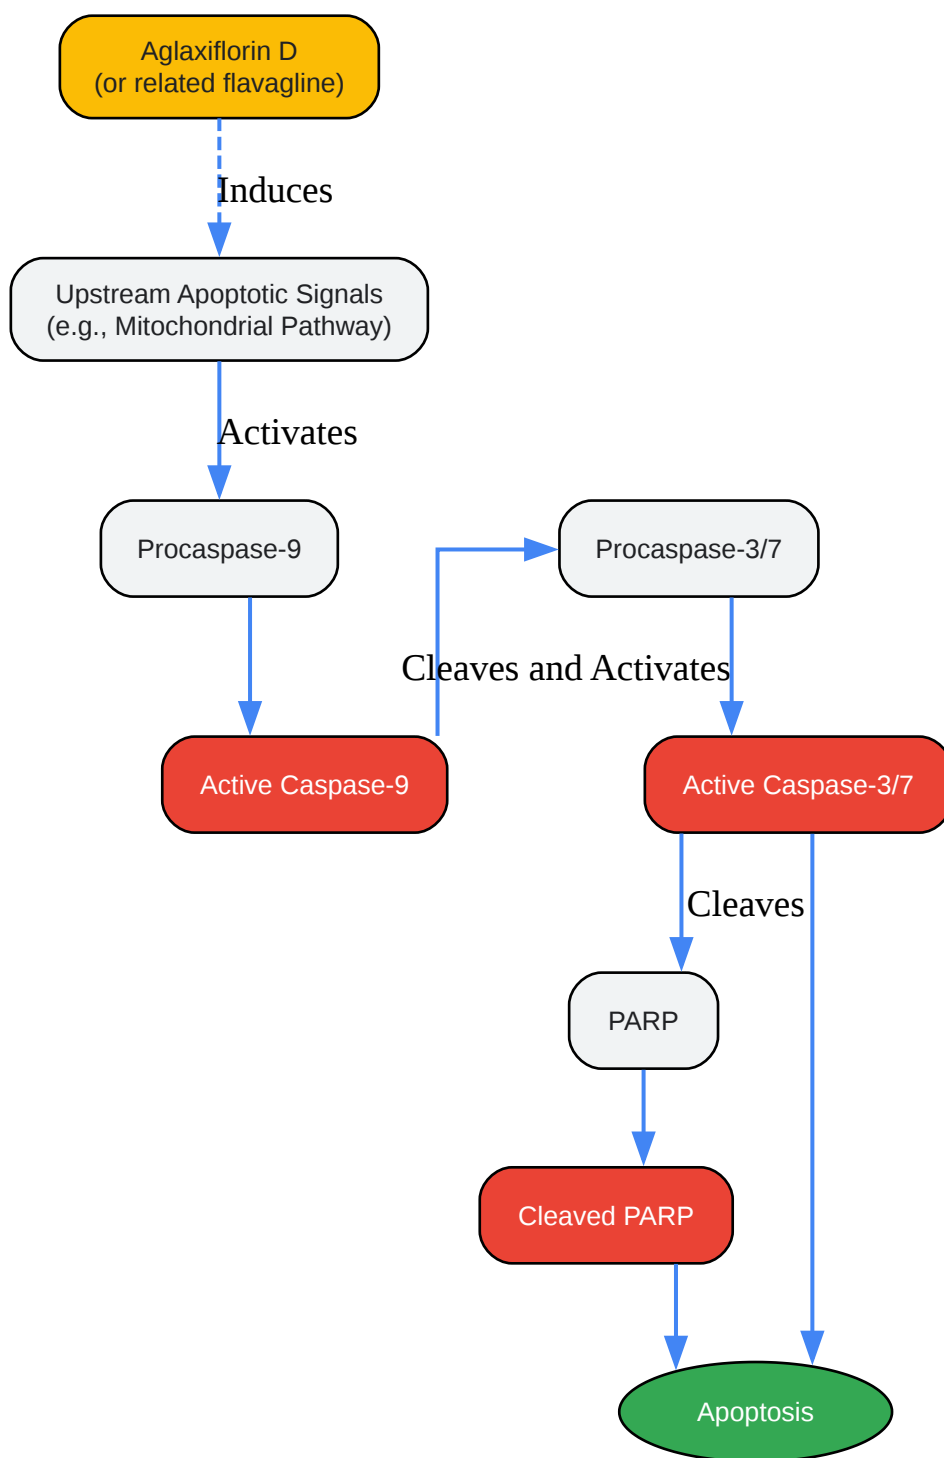 Aglaxiflorin D
(or related flavagline)
Induces
Upstream Apoptotic Signals
(e.g., Mitochondrial Pathway)
Activates
Procaspase-9
Procaspase-3/7
Cleaves and Activates
Active Caspase-9
Active Caspase-3/7
Cleaves
PARP
Cleaved PARP
Apoptosis